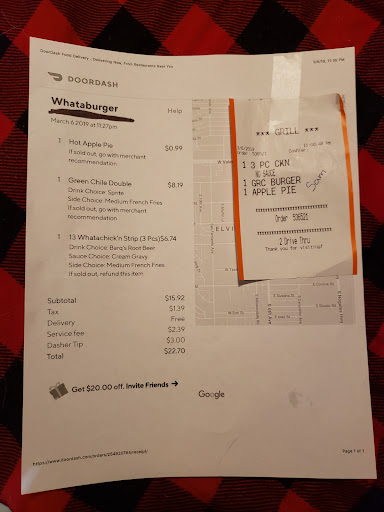 DoorDash Food Delivery - Delivering Now, From Restaurants Near You
DOORDASH
Whataburger
Help
March 6 2019 at 11:27pm
1 Hot Apple Pie $0.99
If sold out, go with merchant
recommendation
1 Green Chile Double $8.19
Drink Choice: Sprite
Side Choice: Medium French Fries
If sold out, go with merchant
recommendation
1 13 Whatachick'n Strip (3 Pcs)$6.74
Drink Choice: Barq's Root Beer
Sauce Choice: Cream Gravy
Side Choice: Medium French Fries
If sold out, refund this item
Subtotal $15.92
Tax $1.39
Delivery Free
Service fee $2.39
Dasher Tip $3.00
Total $22.70
Get $20.00 off. Invite Friends →
*** GRILL ***
1 3 PC CKN
NO SAUCE
1 GRC BURGER
1 APPLE PIE
Sam
Order 536521
2 Drive Thru
Thank you for visiting!
ELVI
Google
Page 1 of 1